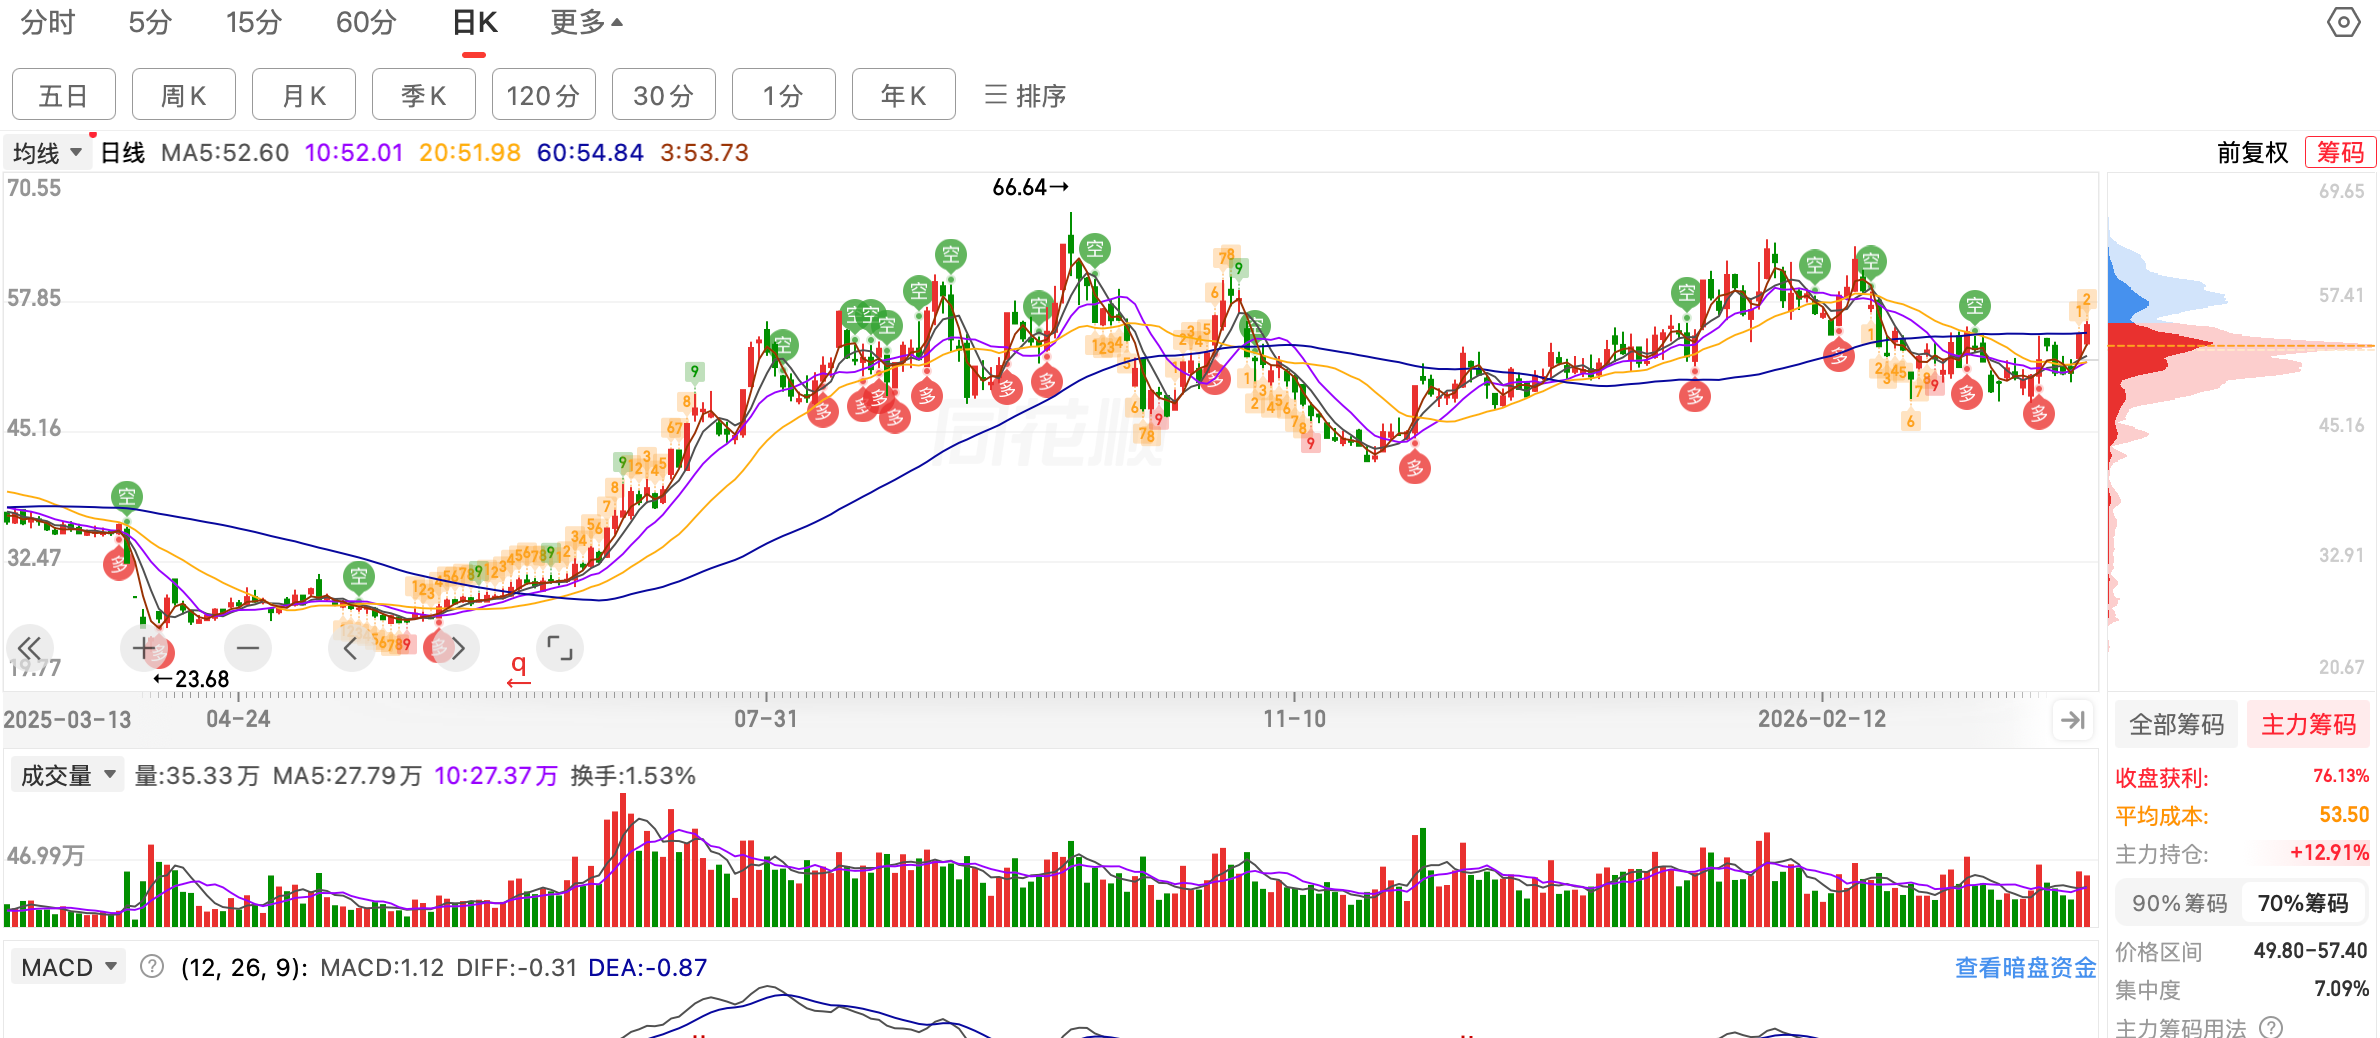 分时 5分 15分 60分 日K 更多
五日 周K 月K 季K 120分 30分 1分 年K 排序
均线 日线 MA5:52.60 10:52.01 20:51.98 60:54.84 3:53.73 前复权 筹码
70.55 66.64→ 69.65
57.85 57.41
45.16 45.16
32.47 32.91
19.77 ←23.68 q 20.67
空 多
同花顺
2025-03-13 04-24 07-31 11-10 2026-02-12
全部筹码 主力筹码
成交量 量:35.33万 MA5:27.79万 10:27.37万 换手:1.53%
46.99万
收盘获利: 76.13%
平均成本: 53.50
主力持仓: +12.91%
90%筹码 70%筹码
价格区间 49.80-57.40
集中度 7.09%
主力筹码用法
MACD (12, 26, 9): MACD:1.12 DIFF:-0.31 DEA:-0.87 查看暗盘资金